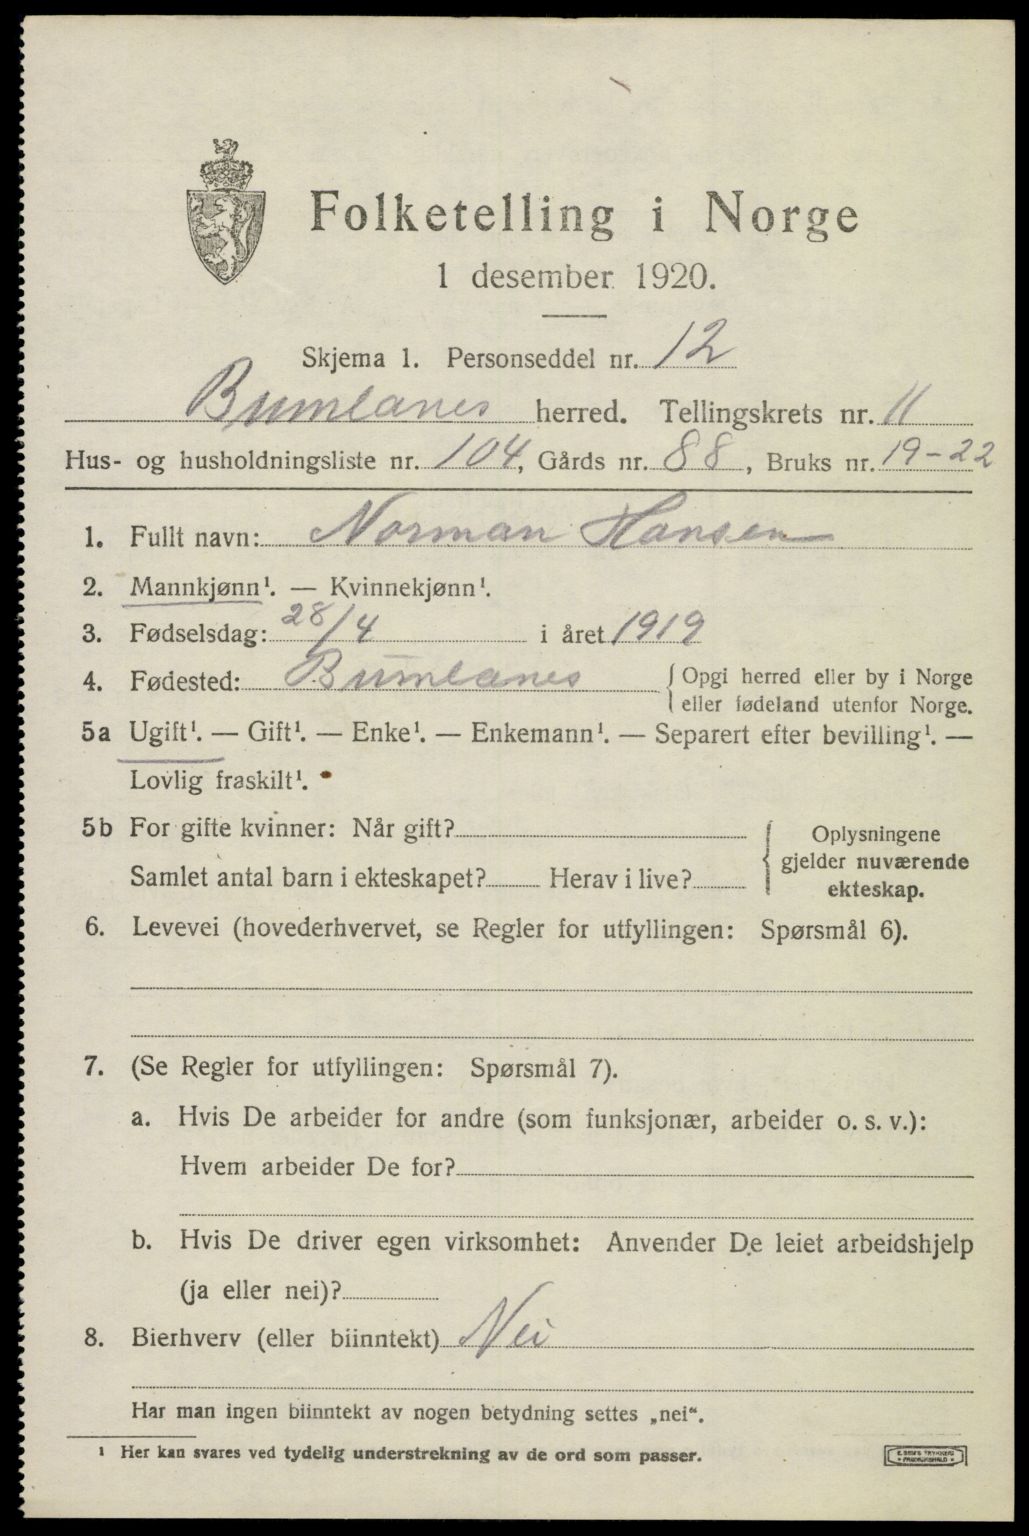 Folketelling i Norge
1 desember 1920.
Skjema 1. Personseddel nr. 12
Bumlanes herred. Tellingskrets nr. 11
Hus- og husholdningsliste nr. 104, Gårds nr. 88, Bruks nr. 19-22
1. Fullt navn: Norman Hansen
2. Mannkjønn¹. — Kvinnekjønn¹.
3. Fødselsdag: 28/4 i året 1919
4. Fødested: Bumlanes { Opgi herred eller by i Norge
eller fødeland utenfor Norge.
5a Ugift¹. — Gift¹. — Enke¹. — Enkemann¹. — Separert efter bevilling¹. —
Lovlig fraskilt¹.
5b For gifte kvinner: Når gift?
Samlet antal barn i ekteskapet? Herav i live?
Oplysningene
gjelder nuværende
ekteskap.
6. Levevei (hovederhvervet, se Regler for utfyllingen: Spørsmål 6).
7. (Se Regler for utfyllingen: Spørsmål 7).
a. Hvis De arbeider for andre (som funksjonær, arbeider o. s. v.):
Hvem arbeider De for?
b. Hvis De driver egen virksomhet: Anvender De leiet arbeidshjelp
(ja eller nei)?
8. Bierhverv (eller biinntekt) Nei
Har man ingen biinntekt av nogen betydning settes „nei“.
¹ Her kan svares ved tydelig understrekning av de ord som passer.